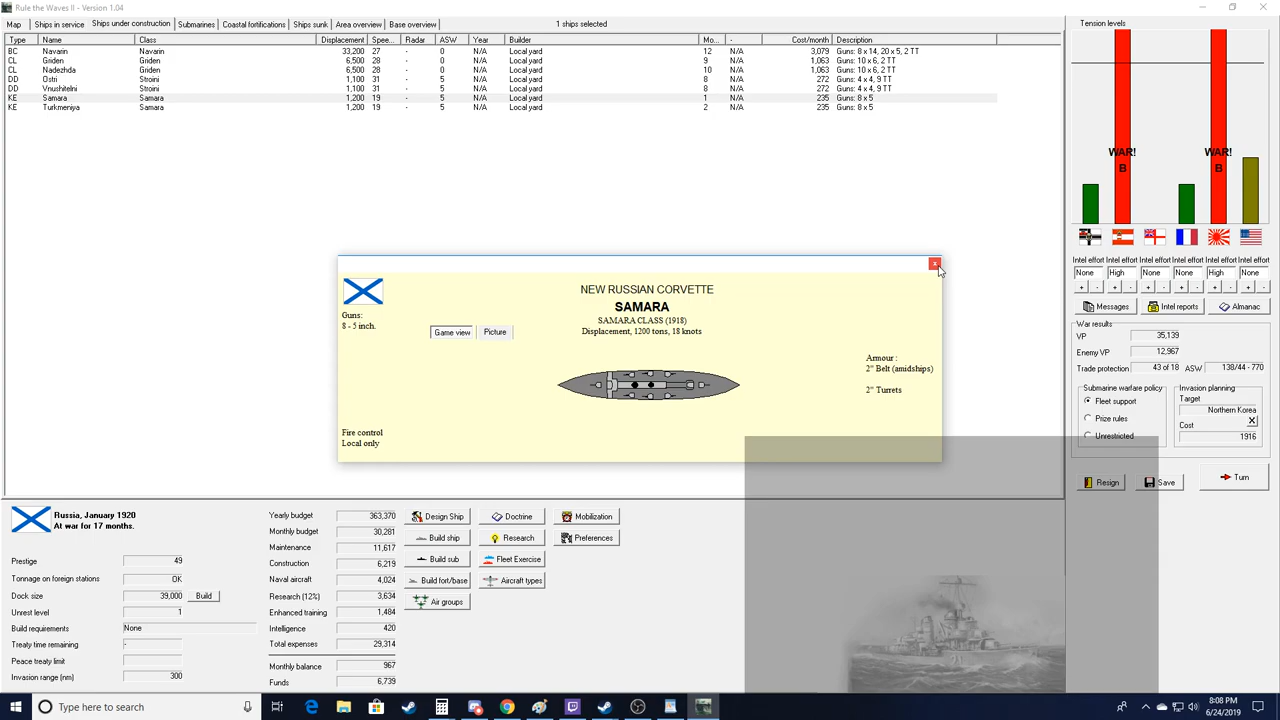 Rule the Waves II - Version 1.04
Map Ships in service Ships under construction Submarines Coastal fortifications Ships sunk Area overview Base overview 1 ships selected
Type Name Class Displacement Spee... Radar ASW Year Builder Mo... - Cost/month Description
BC Navarin Navarin 33,200 27 - 0 N/A Local yard 12 N/A 3,079 Guns: 8 x 14, 20 x 5, 2 TT
CL Griden Griden 6,500 28 - 0 N/A Local yard 9 N/A 1,063 Guns: 10 x 6, 2 TT
CL Nadezhda Griden 6,500 28 - 0 N/A Local yard 10 N/A 1,063 Guns: 10 x 6, 2 TT
DD Ostri Stroini 1,100 31 - 5 N/A Local yard 8 N/A 272 Guns: 4 x 4, 9 TT
DD Vnushitelni Stroini 1,100 31 - 5 N/A Local yard 8 N/A 272 Guns: 4 x 4, 9 TT
KE Samara Samara 1,200 19 - 5 N/A Local yard 1 N/A 235 Guns: 8 x 5
KE Turkmeniya Samara 1,200 19 - 5 N/A Local yard 2 N/A 235 Guns: 8 x 5
NEW RUSSIAN CORVETTE
SAMARA
SAMARA CLASS (1918)
Displacement, 1200 tons, 18 knots
Guns:
8 - 5 inch.
Game view Picture
Armour :
2" Belt (amidships)
2" Turrets
Fire control
Local only
Tension levels
WAR! WAR!
B B
Intel effort Intel effort Intel effort Intel effort Intel effort Intel effort
None High None None High None
+ - + - + - + - + - + -
Messages Intel reports Almanac
War results
VP 35,139
Enemy VP 12,967
Trade protection 43 of 18 ASW 138/44 - 770
Submarine warfare policy
Fleet support
Prize rules
Unrestricted
Invasion planning
Target
Northern Korea
Cost
1916
Resign Save Turn
Russia, January 1920
At war for 17 months.
Prestige 49
Tonnage on foreign stations OK
Dock size 39,000 Build
Unrest level 1
Build requirements None
Treaty time remaining -
Peace treaty limit
Invasion range (nm) 300
Yearly budget 363,370
Monthly budget 30,281
Maintenance 11,617
Construction 6,219
Naval aircraft 4,024
Research (12%) 3,634
Enhanced training 1,484
Intelligence 420
Total expenses 29,314
Monthly balance 967
Funds 6,739
Design Ship Doctrine Mobilization
Build ship Research Preferences
Build sub Fleet Exercise
Build fort/base Aircraft types
Air groups
Type here to search
8:08 PM
6/24/2019